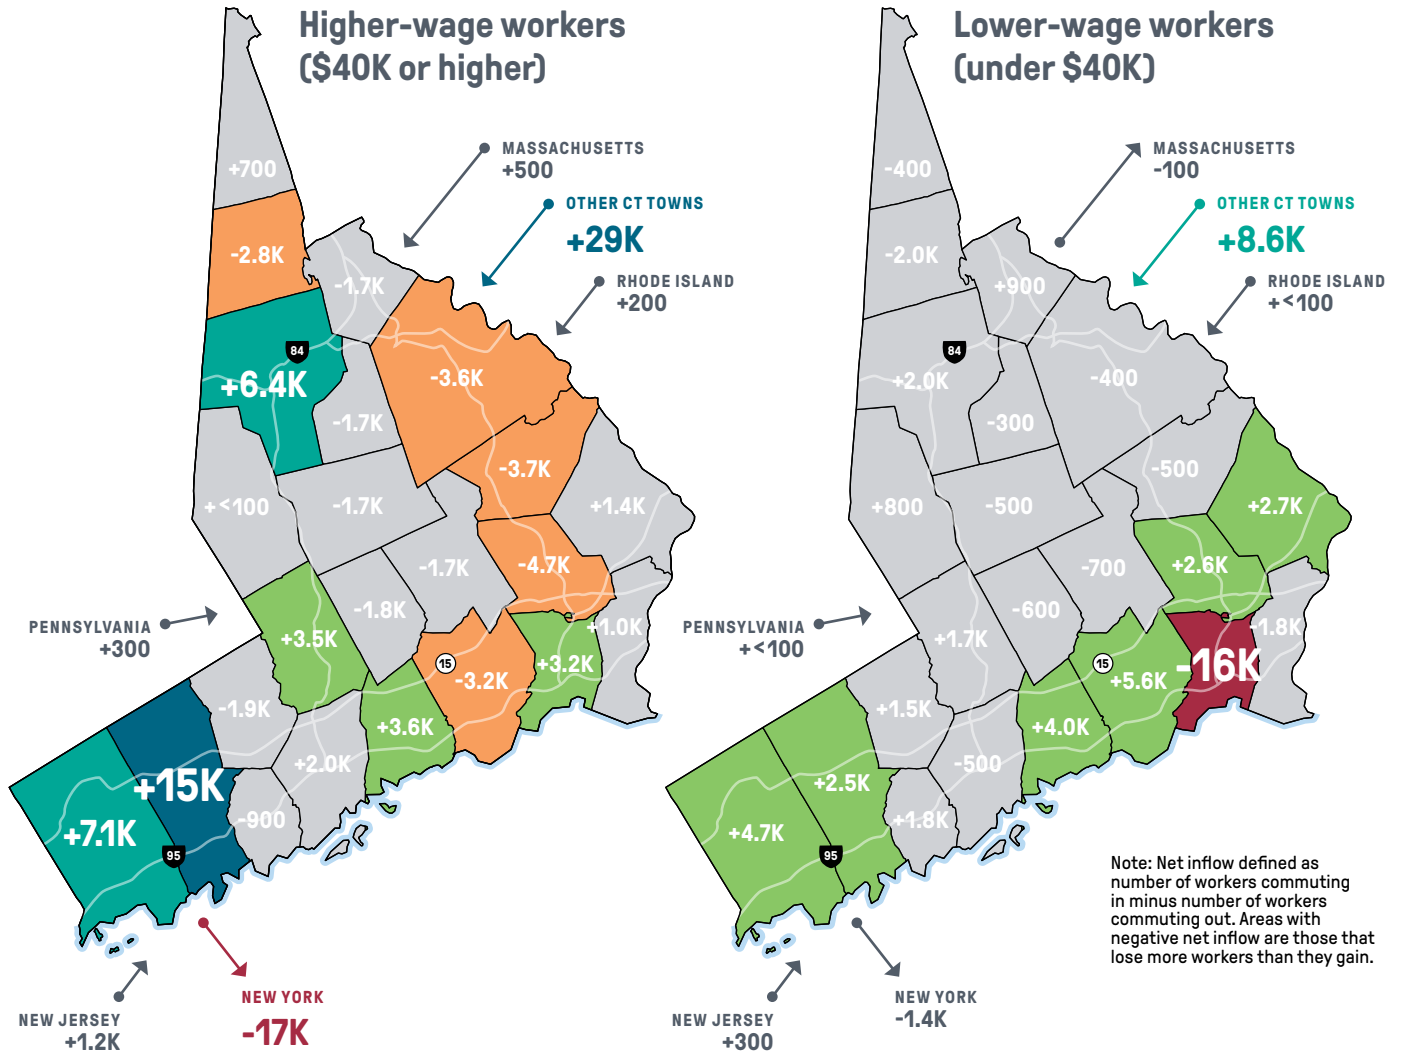 Higher-wage workers
($40K or higher)
MASSACHUSETTS
+500
OTHER CT TOWNS
+29K
RHODE ISLAND
+200
+700
-2.8K
-1.7K
84
+6.4K
-3.6K
-1.7K
-3.7K
+<100
-1.7K
+1.4K
-1.7K
-4.7K
-1.8K
+1.0K
PENNSYLVANIA
+300
+3.5K
15
-3.2K
+3.2K
-1.9K
+3.6K
+2.0K
+15K
-900
+7.1K
95
NEW YORK
-17K
NEW JERSEY
+1.2K
Lower-wage workers
(under $40K)
MASSACHUSETTS
-100
OTHER CT TOWNS
+8.6K
RHODE ISLAND
+<100
-400
-2.0K
+900
84
+2.0K
-400
-300
-500
+800
-500
+2.7K
-700
+2.6K
-600
-1.8K
PENNSYLVANIA
+<100
+1.7K
15
+5.6K
-16K
+1.5K
+4.0K
-500
+2.5K
+1.8K
+4.7K
95
NEW YORK
-1.4K
NEW JERSEY
+300
Note: Net inflow defined as
number of workers commuting
in minus number of workers
commuting out. Areas with
negative net inflow are those that
lose more workers than they gain.